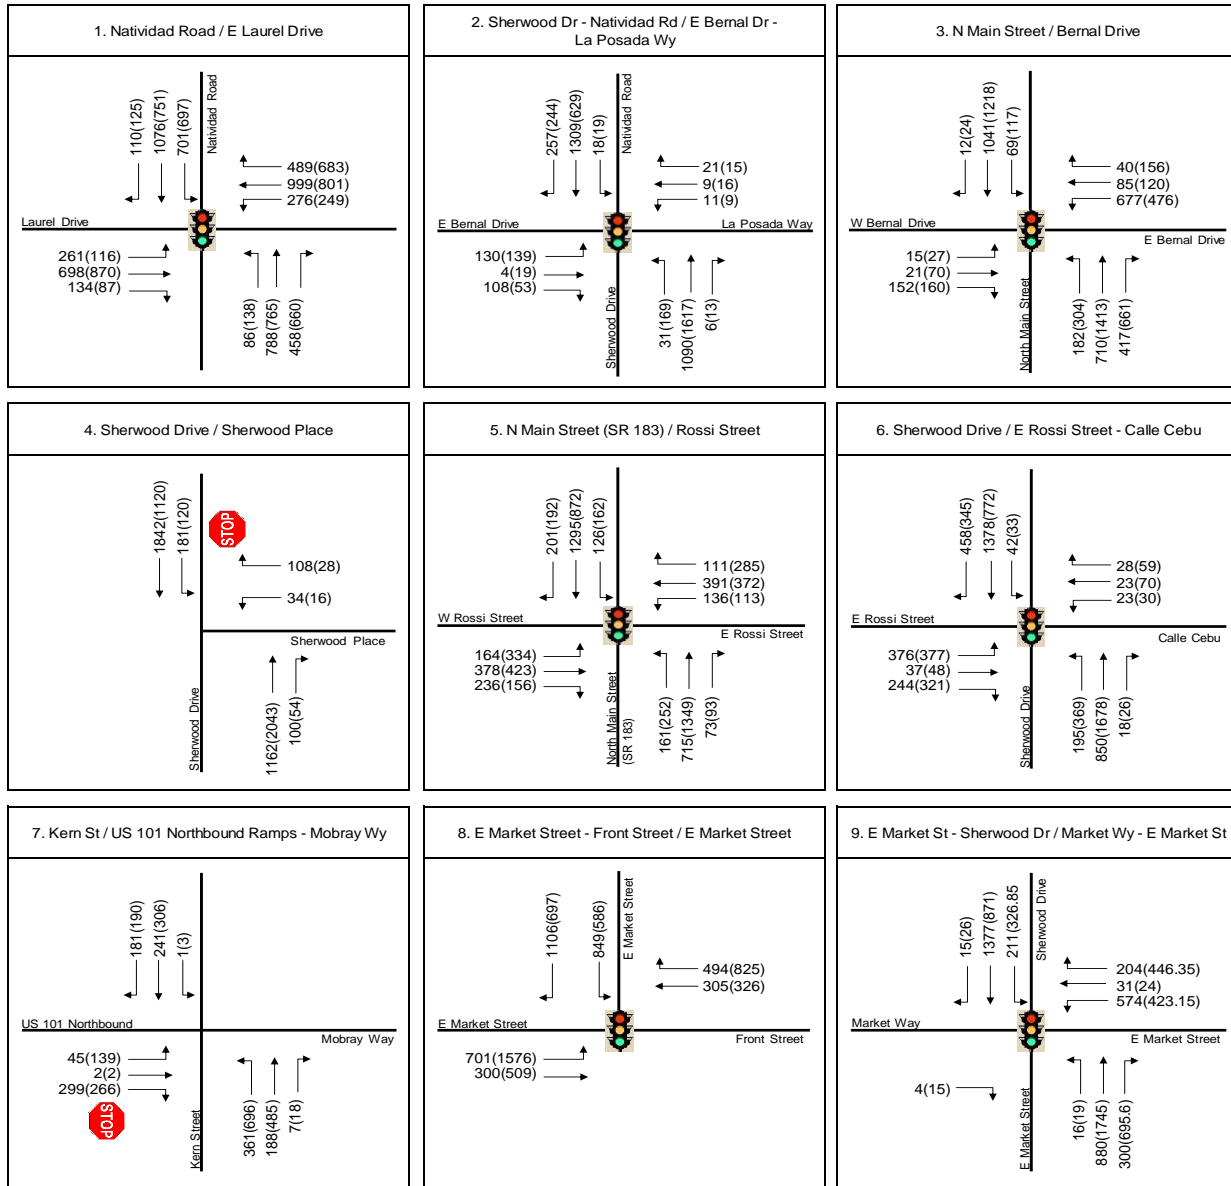 1. Natividad Road / E Laurel Drive
110(125)
1076(751)
701(697)
Natividad Road
489(683)
999(801)
276(249)
Laurel Drive
261(116)
698(870)
134(87)
86(138)
788(765)
458(660)
2. Sherwood Dr - Natividad Rd / E Bernal Dr -
La Posada Wy
257(244)
1309(629)
18(19)
Natividad Road
21(15)
9(16)
11(9)
E Bernal Drive
La Posada Way
130(139)
4(19)
108(53)
Sherwood Drive
31(169)
1090(1617)
6(13)
3. N Main Street / Bernal Drive
12(24)
1041(1218)
69(117)
40(156)
85(120)
677(476)
W Bernal Drive
E Bernal Drive
15(27)
21(70)
152(160)
North Main Street
182(304)
710(1413)
417(661)
4. Sherwood Drive / Sherwood Place
1842(1120)
181(120)
STOP
108(28)
34(16)
Sherwood Place
Sherwood Drive
1162(2043)
100(54)
5. N Main Street (SR 183) / Rossi Street
201(192)
1295(872)
126(162)
111(285)
391(372)
136(113)
W Rossi Street
E Rossi Street
164(334)
378(423)
236(156)
North Main Street
(SR 183)
161(252)
715(1349)
73(93)
6. Sherwood Drive / E Rossi Street - Calle Cebu
458(345)
1378(772)
42(33)
28(59)
23(70)
23(30)
E Rossi Street
Calle Cebu
376(377)
37(48)
244(321)
Sherwood Drive
195(369)
850(1678)
18(26)
7. Kern St / US 101 Northbound Ramps - Mobray Wy
181(190)
241(306)
1(3)
US 101 Northbound
Mobray Way
45(139)
2(2)
299(266)
STOP
Kern Street
361(696)
188(485)
7(18)
8. E Market Street - Front Street / E Market Street
1106(697)
849(586)
E Market Street
494(825)
305(326)
E Market Street
Front Street
701(1576)
300(509)
9. E Market St - Sherwood Dr / Market Wy - E Market St
15(26)
1377(871)
211(326.85
Sherwood Drive
204(446.35)
31(24)
574(423.15)
Market Way
E Market Street
4(15)
E Market Street
16(19)
880(1745)
300(695.6)